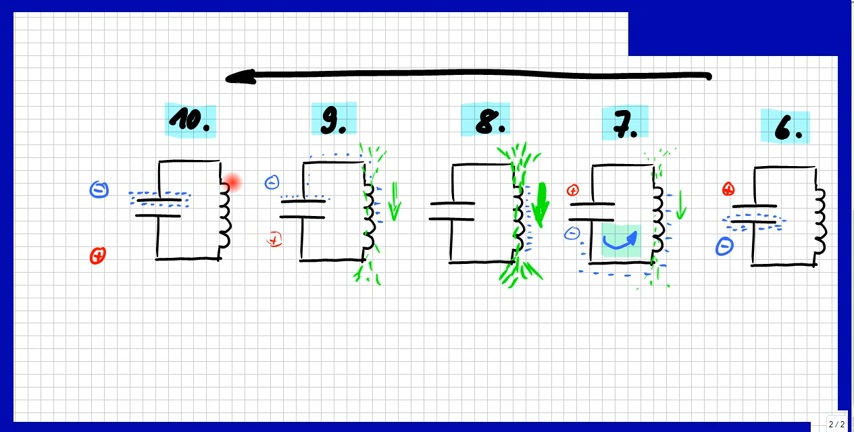 10. 9. 8. 7. 6.
⊖ ⊖ ⊕ ⊕
⊕ ⊕ ⊖ ⊖
2 / 2